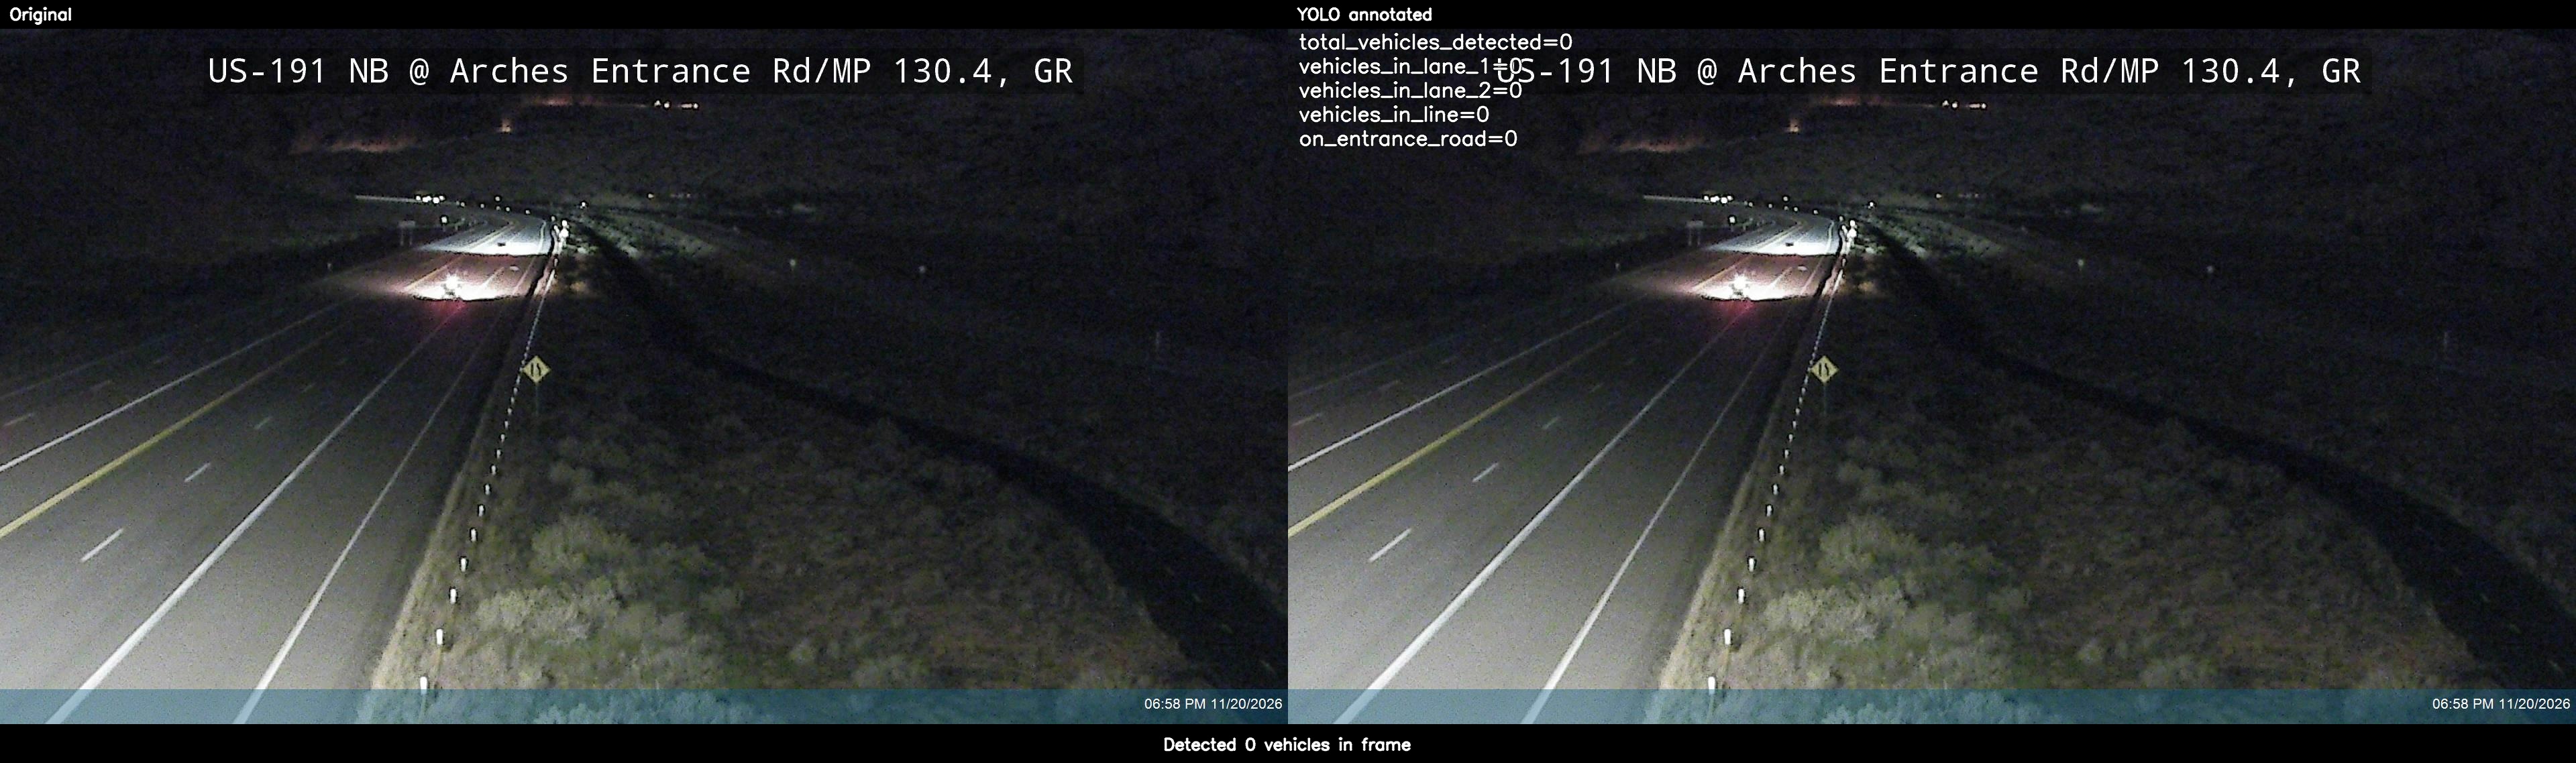 Original
US-191 NB @ Arches Entrance Rd/MP 130.4, GR
06:58 PM 11/20/2026
YOLO annotated
total_vehicles_detected=0
vehicles_in_lane_1=0
US-191 NB @ Arches Entrance Rd/MP 130.4, GR
vehicles_in_lane_2=0
vehicles_in_line=0
on_entrance_road=0
06:58 PM 11/20/2026
Detected 0 vehicles in frame